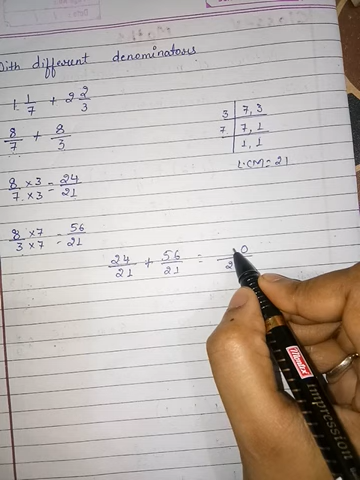 With different denominators
1 1/7 + 2 2/3
8/7 + 8/3
3 | 7, 3
7 | 7, 1
1, 1
L.CM = 21
8/7 × 3/× 3 = 24/21
8/3 × 7/× 7 = 56/21
24/21 + 56/21 = 0/2
Montex
Impression